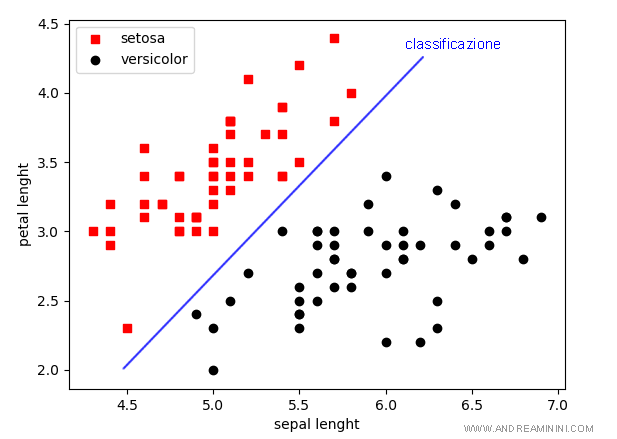 4.5
4.0
3.5
3.0
2.5
2.0
petal lenght
setosa
versicolor
classificazione
4.5 5.0 5.5 6.0 6.5 7.0
sepal lenght
WWW.ANDREAMININI.COM